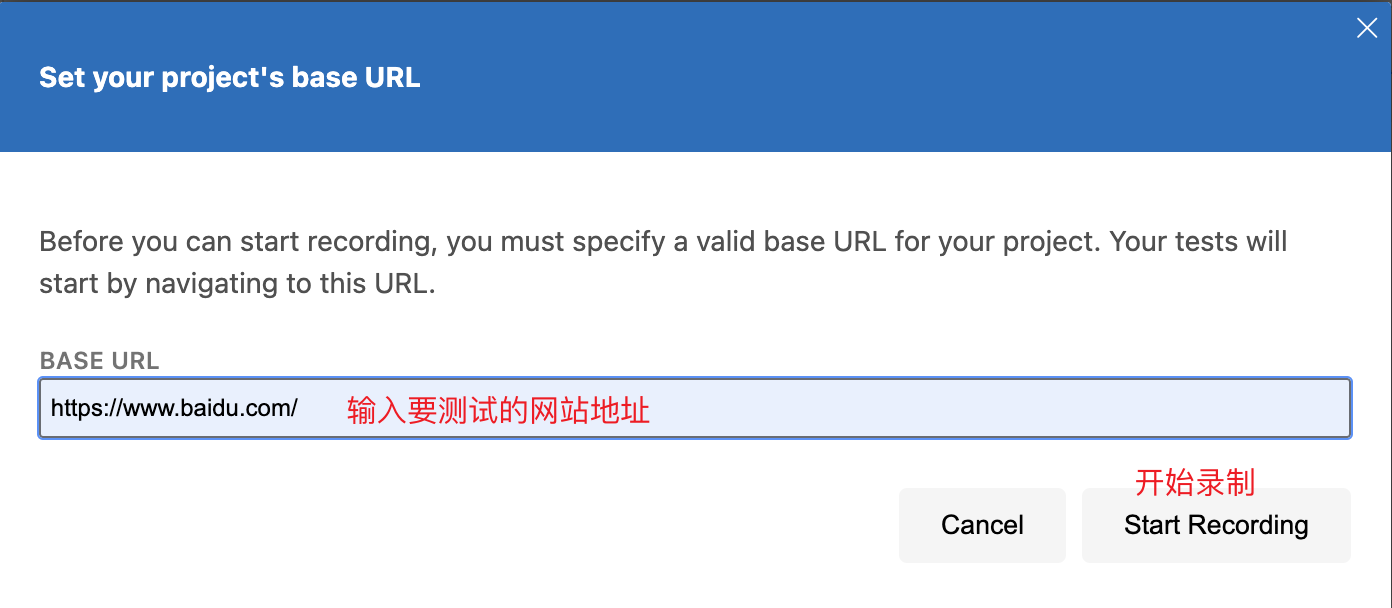 Set your project's base URL
Before you can start recording, you must specify a valid base URL for your project. Your tests will
start by navigating to this URL.
BASE URL
https://www.baidu.com/ 输入要测试的网站地址
开始录制
Cancel Start Recording